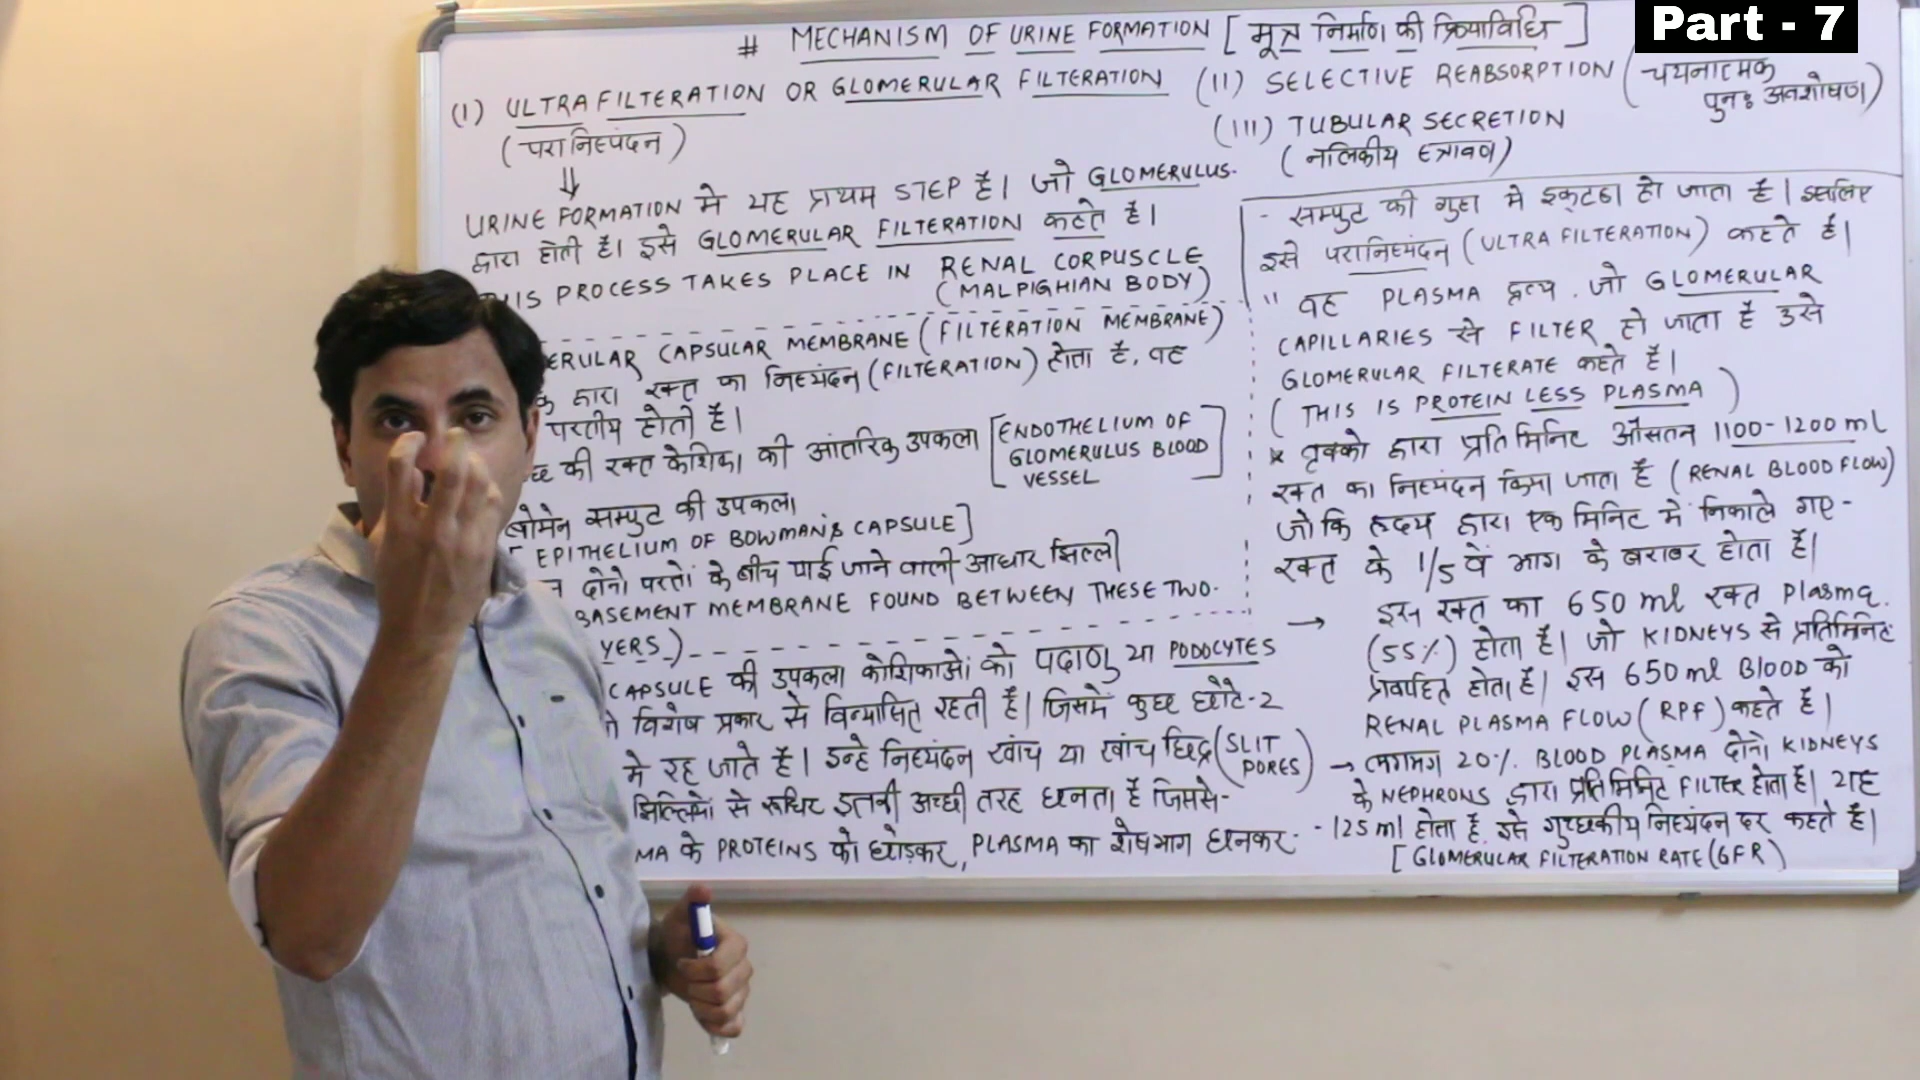 Part - 7
# MECHANISM OF URINE FORMATION [ मूत्र निर्माण की क्रियाविधि ]
(I) ULTRA FILTERATION OR GLOMERULAR FILTERATION (II) SELECTIVE REABSORPTION (चयनात्मक
पुनः अवशोषण)
(परानिष्यंदन)
(III) TUBULAR SECRETION
(नलिकीय स्त्रावण)
⇓
URINE FORMATION मे यह प्राथम STEP है। जो GLOMERULUS-
द्वारा होती है। इसे GLOMERULAR FILTERATION कहते है।
IS PROCESS TAKES PLACE IN RENAL CORPUSCLE
(MALPIGHIAN BODY)
ERULAR CAPSULAR MEMBRANE (FILTERATION MEMBRANE)
के द्वारा रक्त का निष्यंदन (FILTERATION) होता है, वह
परतीय होती है।
की रक्त केशिका की आंतरिक उपकला [ENDOTHELIUM OF
GLOMERULUS BLOOD
VESSEL]
बोमेन सम्पुट की उपकला
[EPITHELIUM OF BOWMAN'S CAPSULE]
न दोनो परतों के बीच पाई जाने वाली आधार झिल्ली
BASEMENT MEMBRANE FOUND BETWEEN THESE TWO-
YERS)
CAPSULE की उपकला कोशिकाओं को पदाणु या PODOCYTES
विशेष प्रकार से विन्यासित रहती है। जिसमें कुछ छोटे-2
मे रह जाते है। इन्हे निष्यंदन खांच या खांच छिद्र (SLIT
PORES)
झिल्लियों से रूधिर इतनी अच्छी तरह छनता है जिससे-
MA के PROTEINS को छोड़कर, PLASMA का शेषभाग छनकर-
- सम्पुट की गुहा मे इकट्ठा हो जाता है। इसलिए
इसे परानिष्यंदन (ULTRA FILTERATION) कहते है।
" वह PLASMA द्रव्य, जो GLOMERULAR
CAPILLARIES से FILTER हो जाता है उसे
GLOMERULAR FILTERATE कहते है।
(THIS IS PROTEIN LESS PLASMA)
* वृक्को द्वारा प्रति मिनिट औसतन 1100-1200 ml
रक्त का निष्यंदन किया जाता है (RENAL BLOOD FLOW)
जो कि हृदय द्वारा एक मिनिट में निकाले गए-
रक्त के 1/5 वें भाग के बराबर होता है।
→ इस रक्त का 650 ml रक्त Plasma
(55%) होता है। जो KIDNEYS से प्रतिमिनिट
प्रवाहित होता है। इस 650 ml Blood को
RENAL PLASMA FLOW (RPF) कहते है।
→ लगभग 20% BLOOD PLASMA दोनो KIDNEYS
के NEPHRONS द्वारा प्रति मिनिट FILTER होता है। यह
- 125 ml होता है, इसे गुच्छकीय निष्यंदन दर कहते है।
[GLOMERULAR FILTERATION RATE (GFR)